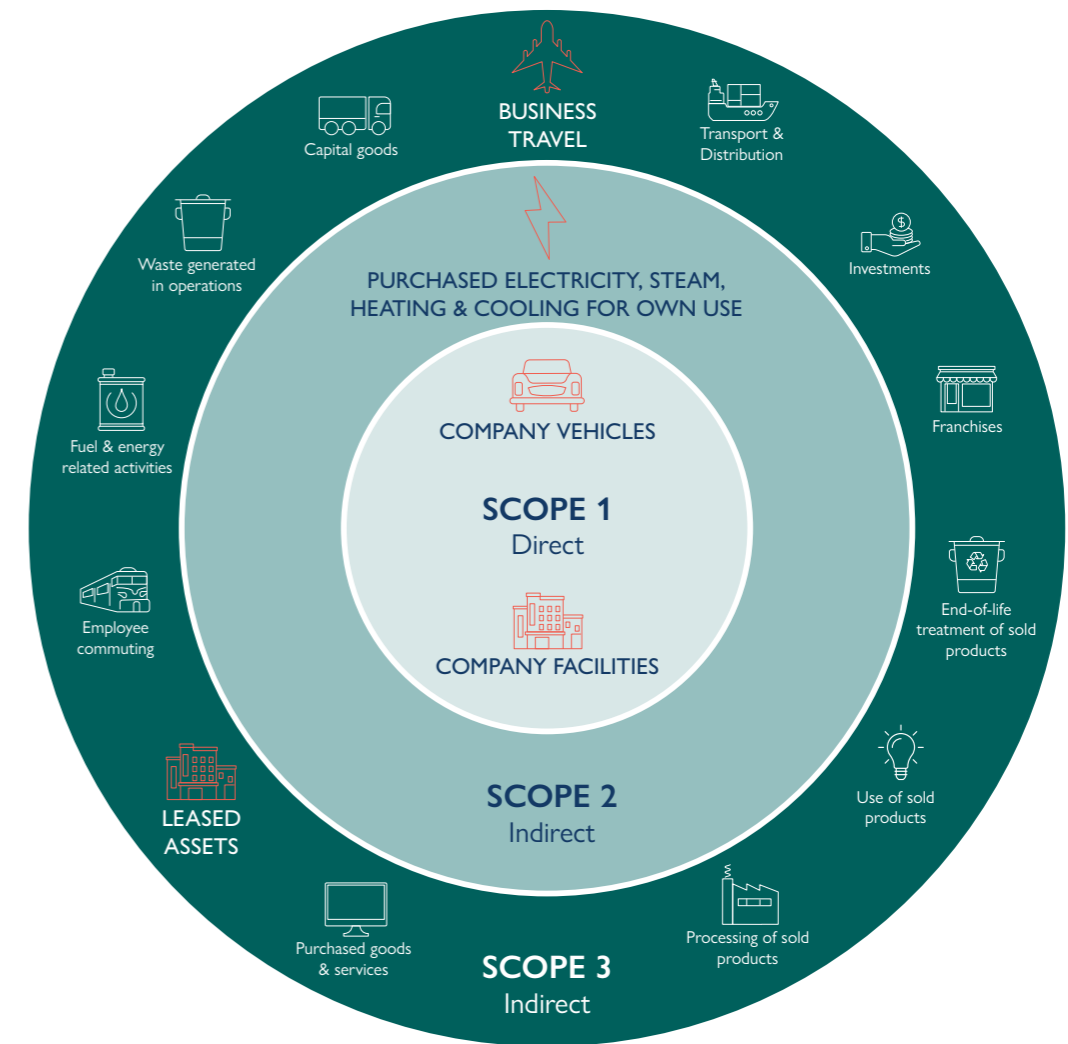 BUSINESS
TRAVEL
Transport &
Distribution
Investments
Franchises
End-of-life
treatment of sold
products
Use of sold
products
Processing of sold
products
SCOPE 3
Indirect
Purchased goods
& services
LEASED
ASSETS
Employee
commuting
Fuel & energy
related activities
Waste generated
in operations
Capital goods
PURCHASED ELECTRICITY, STEAM,
HEATING & COOLING FOR OWN USE
SCOPE 2
Indirect
COMPANY VEHICLES
SCOPE 1
Direct
COMPANY FACILITIES
$